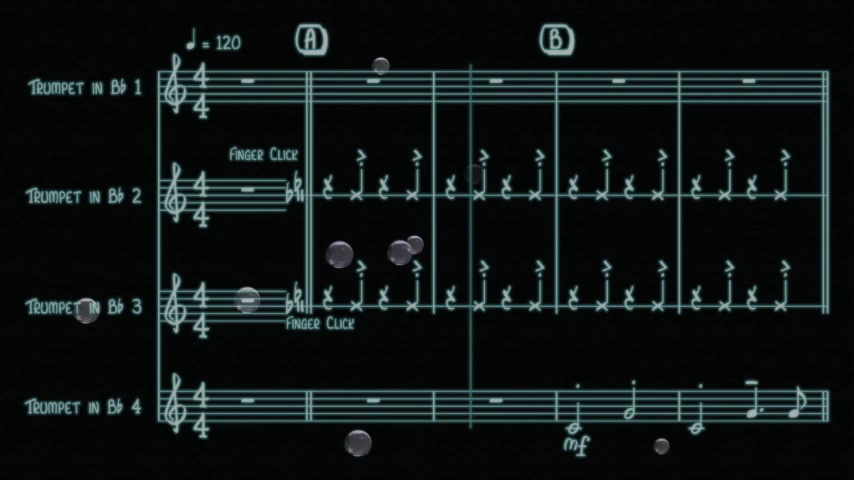 = 120
A
B
Trumpet in B♭ 1
Finger Click
Trumpet in B♭ 2
Trumpet in B♭ 3
Finger Click
Trumpet in B♭ 4
mf